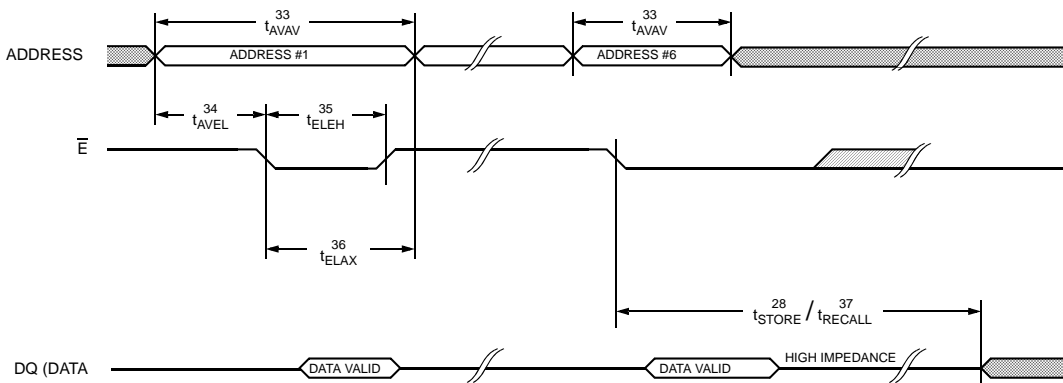 33
tAVAV
33
tAVAV
ADDRESS
ADDRESS #1
ADDRESS #6
34
tAVEL
35
tELEH
E
36
tELAX
28 37
tSTORE / tRECALL
DQ (DATA
DATA VALID
DATA VALID
HIGH IMPEDANCE